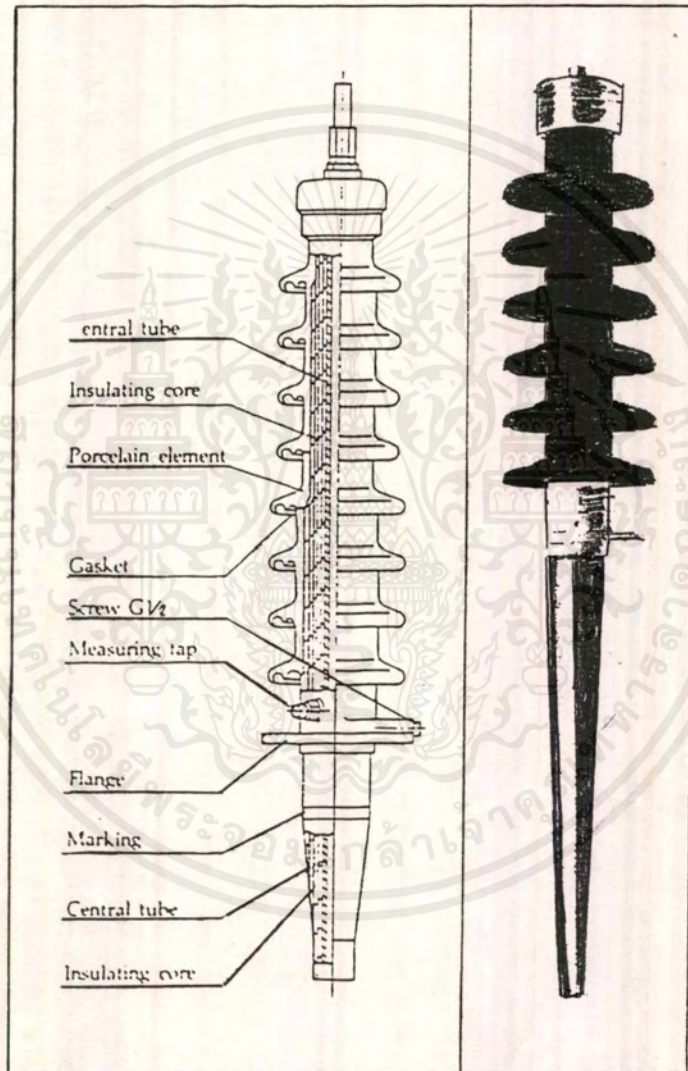 entral tube
Insulating core
Porcelain element
Gasket
Screw G1/2
Measuring tap
Flange
Marking
Central tube
Insulating core